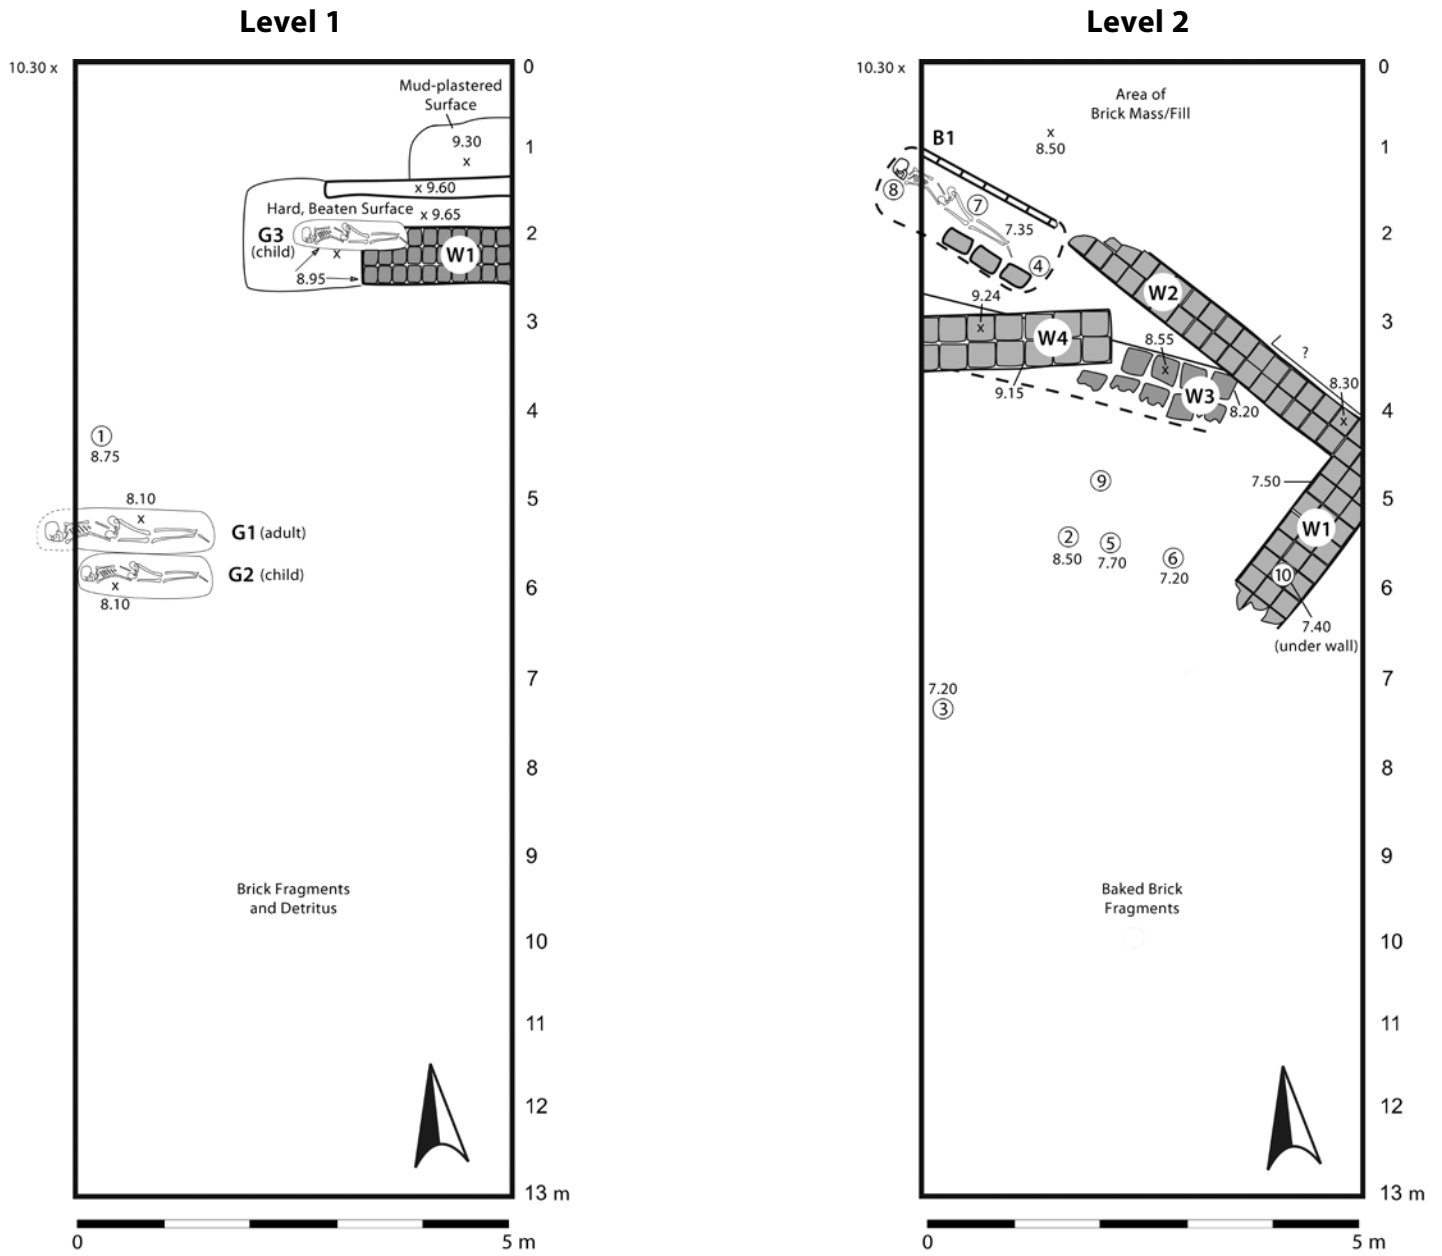 Level 1
10.30 x
0
Mud-plastered
Surface
9.30
x
1
x 9.60
Hard, Beaten Surface
x 9.65
G3
(child)
x
W1
8.95
2
3
4
1
8.75
5
8.10
x
G1 (adult)
G2 (child)
x
8.10
6
7
8
9
Brick Fragments
and Detritus
10
11
12
13 m
0
5 m
Level 2
10.30 x
0
Area of
Brick Mass/Fill
x
8.50
B1
1
8
7
7.35
2
4
W2
9.24
x
W4
3
8.55
x
?
W3
9.15
8.20
8.30
x
4
9
7.50
5
W1
2
8.50
5
7.70
6
7.20
10
6
7.40
(under wall)
7
7.20
3
8
9
Baked Brick
Fragments
10
11
12
13 m
0
5 m